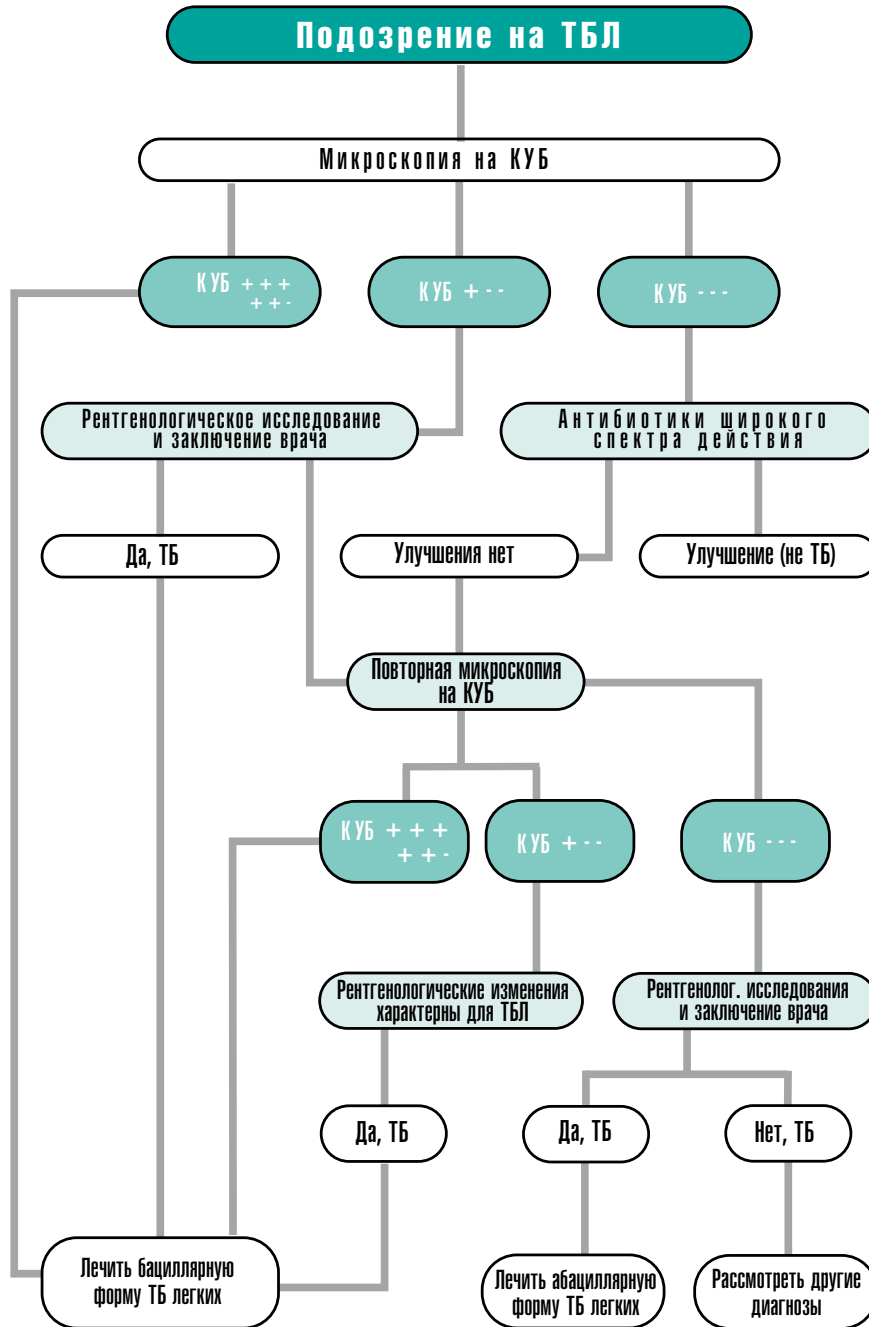 Подозрение на ТБЛ
Микроскопия на КУБ
КУБ + + +
+ + -
КУБ + - -
КУБ - - -
Рентгенологическое исследование
и заключение врача
Антибиотики широкого
спектра действия
Да, ТБ
Улучшения нет
Улучшение (не ТБ)
Повторная микроскопия
на КУБ
КУБ + + +
+ + -
КУБ + - -
КУБ - - -
Рентгенологические изменения
характерны для ТБЛ
Рентгенолог. исследования
и заключение врача
Да, ТБ
Да, ТБ
Нет, ТБ
Лечить бациллярную
форму ТБ легких
Лечить абациллярную
форму ТБ легких
Рассмотреть другие
диагнозы